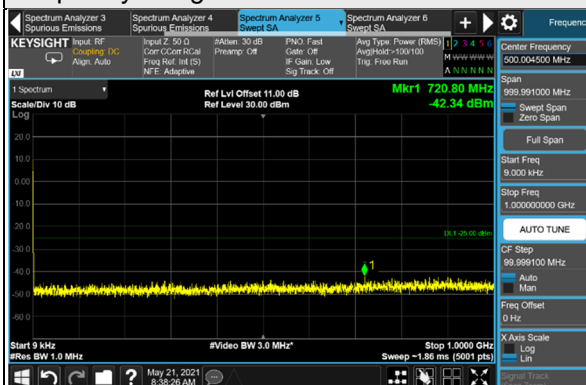 Spectrum Analyzer 3
Spurious Emissions
Spectrum Analyzer 4
Spurious Emissions
Spectrum Analyzer 5
Swept SA
Spectrum Analyzer 6
Swept SA
Frequency
KEYSIGHT
Input: RF
Coupling: DC
Align: Auto
Input Z: 50 Ω
Corr CCorr RCal
Freq Ref: Int (S)
NFE: Adaptive
#Atten: 30 dB
Preamp: Off
PNO: Fast
Gate: Off
IF Gain: Low
Sig Track: Off
Avg Type: Power (RMS)
Avg|Hold:>100/100
Trig: Free Run
1 2 3 4 5 6
M W W W W W
A N N N N N
LXI
1 Spectrum
Scale/Div 10 dB
Log
Ref Lvl Offset 11.00 dB
Ref Level 30.00 dBm
Mkr1 720.80 MHz
-42.34 dBm
20.0
10.0
0.00
-10.0
-20.0
-30.0
-40.0
-50.0
-60.0
DL1 -25.00 dBm
1
Start 9 kHz
#Res BW 1.0 MHz
#Video BW 3.0 MHz*
Stop 1.0000 GHz
Sweep ~1.86 ms (5001 pts)
Center Frequency
500.004500 MHz
Span
999.991000 MHz
Swept Span
Zero Span
Full Span
Start Freq
9.000 kHz
Stop Freq
1.000000000 GHz
AUTO TUNE
CF Step
99.999100 MHz
Auto
Man
Freq Offset
0 Hz
X Axis Scale
Log
Lin
Signal Track
May 21, 2021
8:38:26 AM